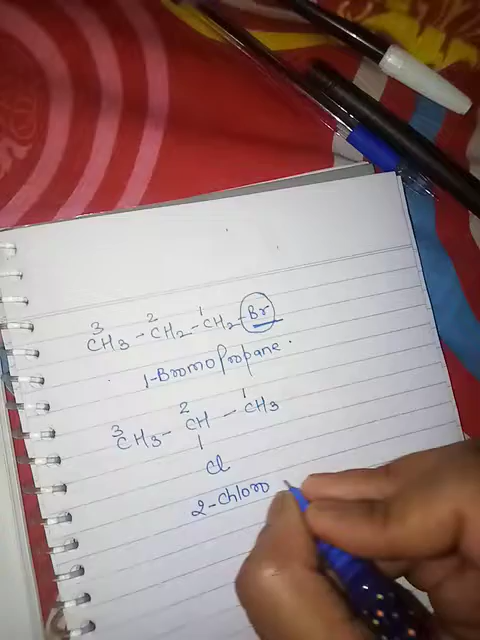 3 2 1
CH3 - CH2 - CH2 - Br
1-Bromopropane.
3 2 1
CH3 - CH - CH3
|
Cl
2-chloro